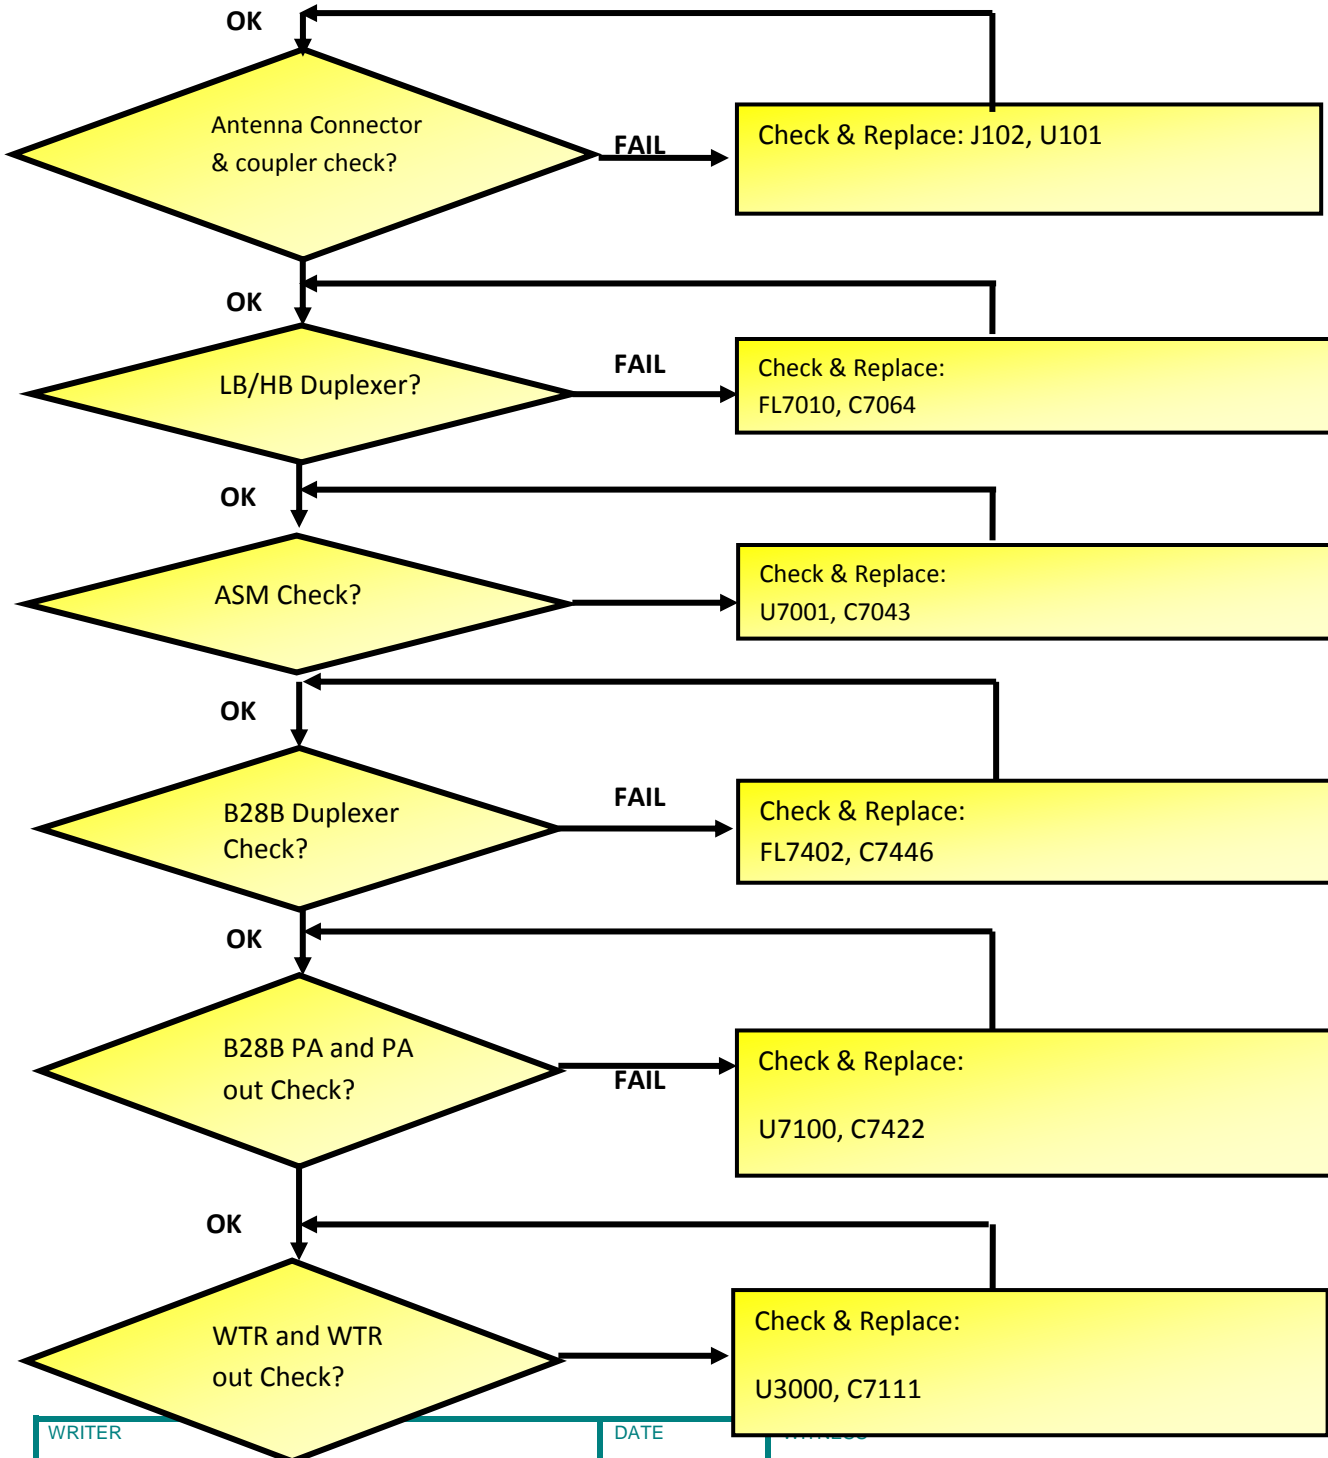 OK
Antenna Connector
& coupler check?
FAIL
Check & Replace: J102, U101
OK
LB/HB Duplexer?
FAIL
Check & Replace:
FL7010, C7064
OK
ASM Check?
Check & Replace:
U7001, C7043
OK
B28B Duplexer
Check?
FAIL
Check & Replace:
FL7402, C7446
OK
B28B PA and PA
out Check?
FAIL
Check & Replace:
U7100, C7422
OK
WTR and WTR
out Check?
Check & Replace:
U3000, C7111
WRITER
DATE